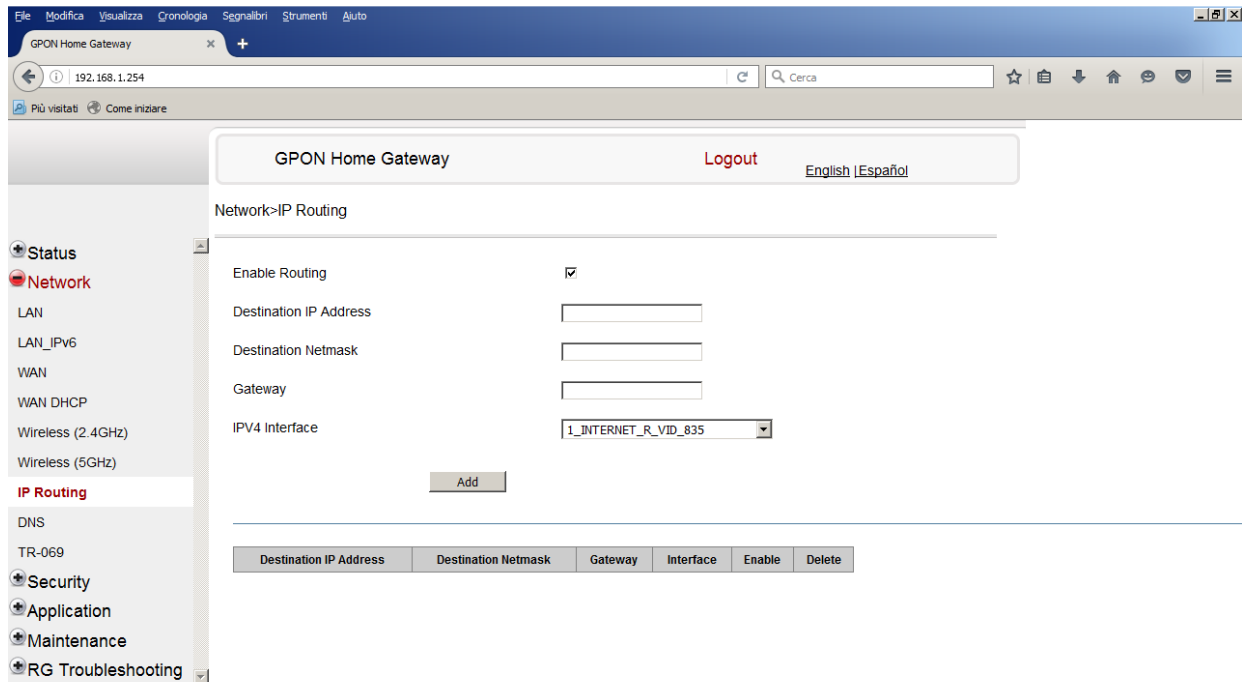 File Modifica Visualizza Cronologia Segnalibri Strumenti Aiuto
GPON Home Gateway
192.168.1.254
Cerca
Più visitati Come iniziare
GPON Home Gateway Logout English | Español
Network>IP Routing
Status
Network
LAN
LAN_IPv6
WAN
WAN DHCP
Wireless (2.4GHz)
Wireless (5GHz)
IP Routing
DNS
TR-069
Security
Application
Maintenance
RG Troubleshooting
Enable Routing
Destination IP Address
Destination Netmask
Gateway
IPV4 Interface 1_INTERNET_R_VID_835
Add
Destination IP Address Destination Netmask Gateway Interface Enable Delete